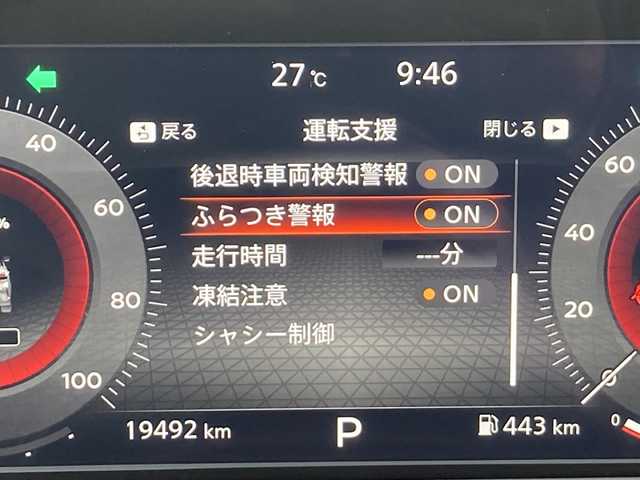 27℃ 9:46
戻る 運転支援 閉じる
後退時車両検知警報 ON
ふらつき警報 ON
走行時間 ---分
凍結注意 ON
シャシー制御
40
60
80
100
%
60
40
20
0
0
19492 km P 443 km